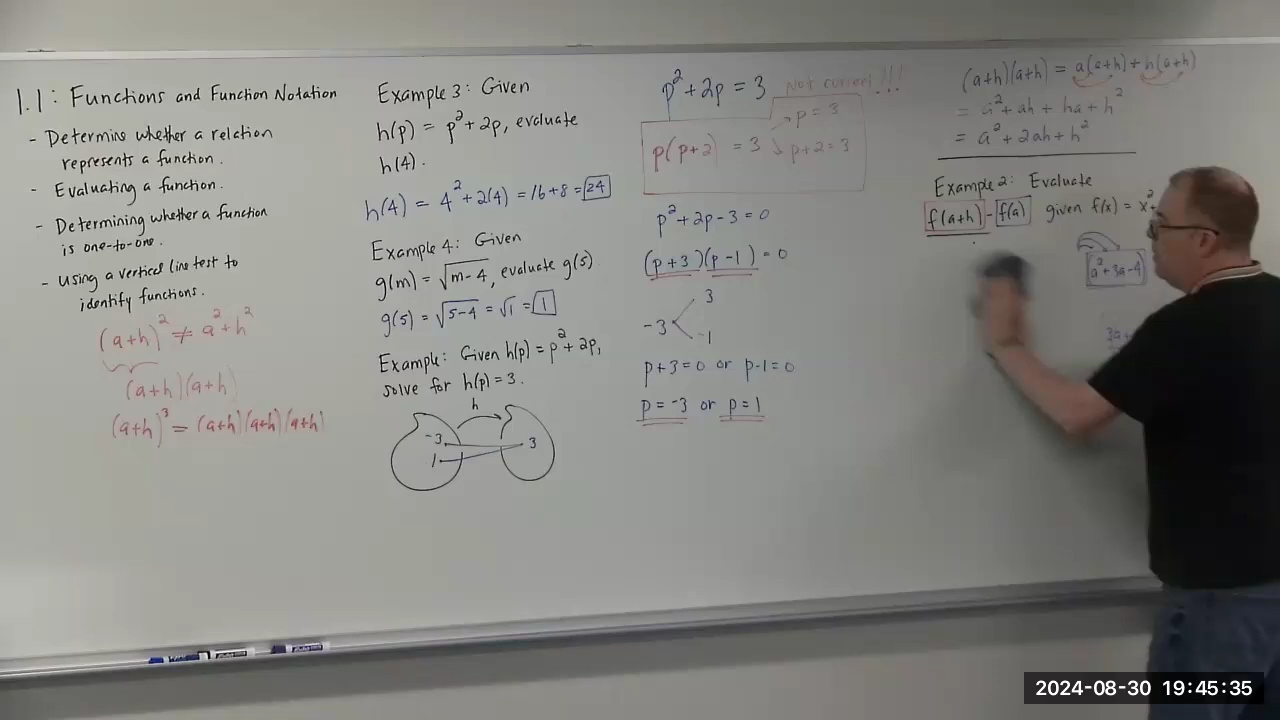 1.1: Functions and Function Notation
- Determine whether a relation
represents a function.
- Evaluating a function.
- Determining whether a function
is one-to-one.
- Using a vertical line test to
identify functions.
(a+h)² ≠ a²+h²
(a+h)(a+h)
(a+h)³ = (a+h)(a+h)(a+h)
Example 3: Given
h(p) = p²+2p, evaluate
h(4).
h(4) = 4²+2(4) = 16+8 = 24
Example 4: Given
g(m) = √m-4, evaluate g(5)
g(5) = √5-4 = √1 = 1
Example: Given h(p) = p²+2p,
solve for h(p) = 3.
h
-3
1
3
p²+2p = 3
Not correct!!!
p = 3
p(p+2) = 3
p+2 = 3
p²+2p-3 = 0
(p+3)(p-1) = 0
3
-3
-1
p+3=0 or p-1=0
p = -3 or p = 1
(a+h)(a+h) = a(a+h) + h(a+h)
= a²+ah+ha+h²
= a²+2ah+h²
Example 2: Evaluate
f(a+h) - f(a) given f(x) = x²+
a²+3a-4
3a+
2024-08-30 19:45:35